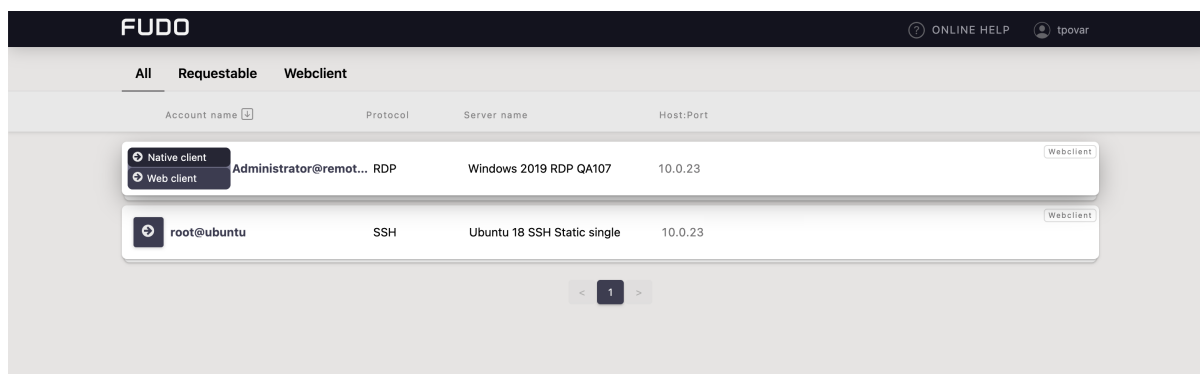 FUDO
? ONLINE HELP tpovar
All Requestable Webclient
Account name Protocol Server name Host:Port
Webclient
Native client
Web client
Administrator@remot... RDP Windows 2019 RDP QA107 10.0.23
Webclient
root@ubuntu SSH Ubuntu 18 SSH Static single 10.0.23
< 1 >